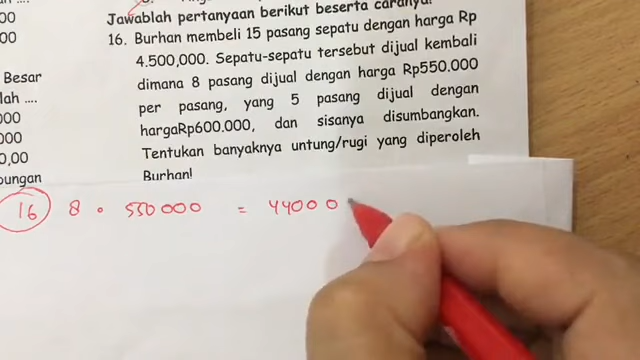 00
00
Besar
lah ....
000
000
0,00
bungan
Jawablah pertanyaan berikut beserta caranya!
16. Burhan membeli 15 pasang sepatu dengan harga Rp
4.500,000. Sepatu-sepatu tersebut dijual kembali
dimana 8 pasang dijual dengan harga Rp550.000
per pasang, yang 5 pasang dijual dengan
hargaRp600.000, dan sisanya disumbangkan.
Tentukan banyaknya untung/rugi yang diperoleh
Burhan!
16 8 • 550000 = 44000